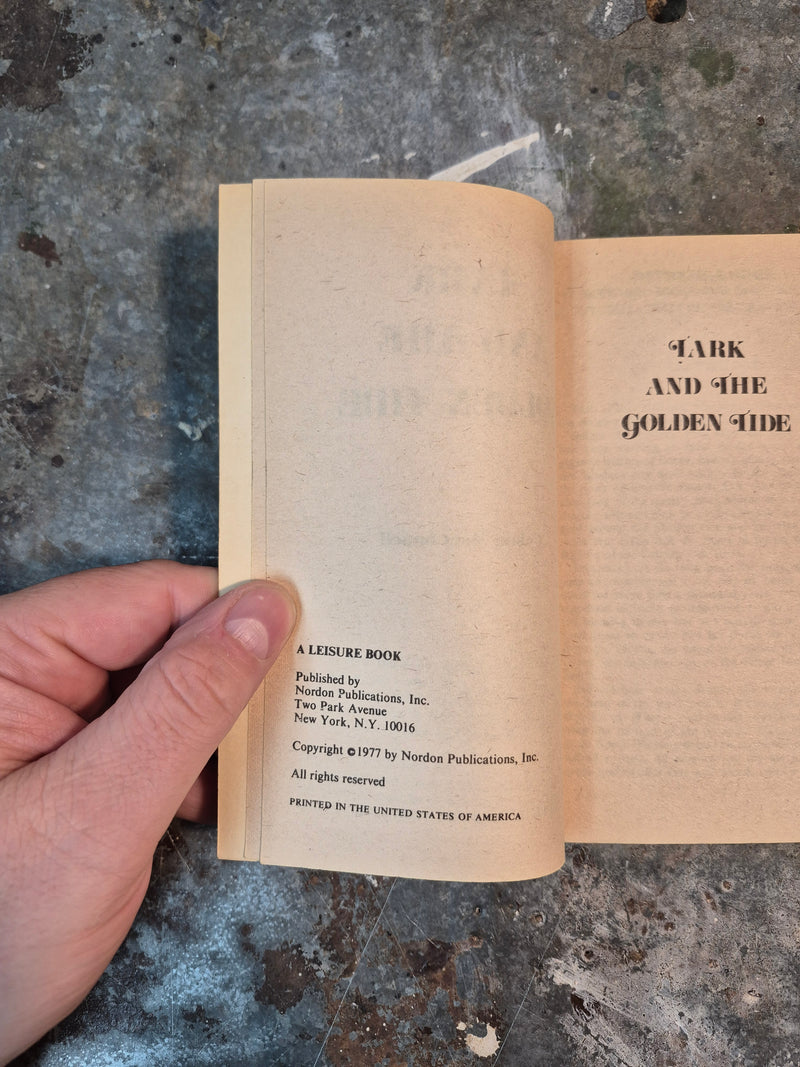 A LEISURE BOOK
Published by
Nordon Publications, Inc.
Two Park Avenue
New York, N.Y. 10016
Copyright ©1977 by Nordon Publications, Inc.
All rights reserved
PRINTED IN THE UNITED STATES OF AMERICA
TARK
AND THE
GOLDEN TIDE